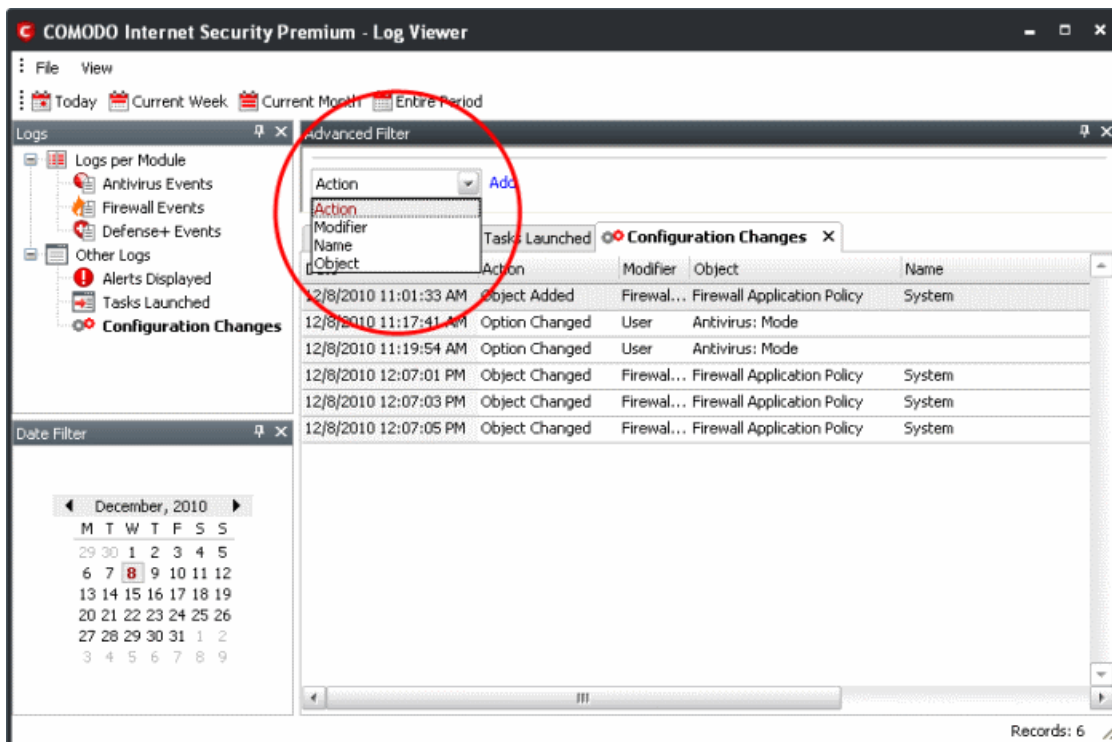 COMODO Internet Security Premium - Log Viewer
File View
Today Current Week Current Month Entire Period
Logs
Logs per Module
Antivirus Events
Firewall Events
Defense+ Events
Other Logs
Alerts Displayed
Tasks Launched
Configuration Changes
Date Filter
December, 2010
M T W T F S S
29 30 1 2 3 4 5
6 7 8 9 10 11 12
13 14 15 16 17 18 19
20 21 22 23 24 25 26
27 28 29 30 31 1 2
3 4 5 6 7 8 9
Advanced Filter
Action Add
Action
Modifier
Name
Object
Tasks Launched Configuration Changes X
Action Modifier Object Name
12/8/2010 11:01:33 AM Object Added Firewal... Firewall Application Policy System
12/8/2010 11:17:41 AM Option Changed User Antivirus: Mode
12/8/2010 11:19:54 AM Option Changed User Antivirus: Mode
12/8/2010 12:07:01 PM Object Changed Firewal... Firewall Application Policy System
12/8/2010 12:07:03 PM Object Changed Firewal... Firewall Application Policy System
12/8/2010 12:07:05 PM Object Changed Firewal... Firewall Application Policy System
Records: 6